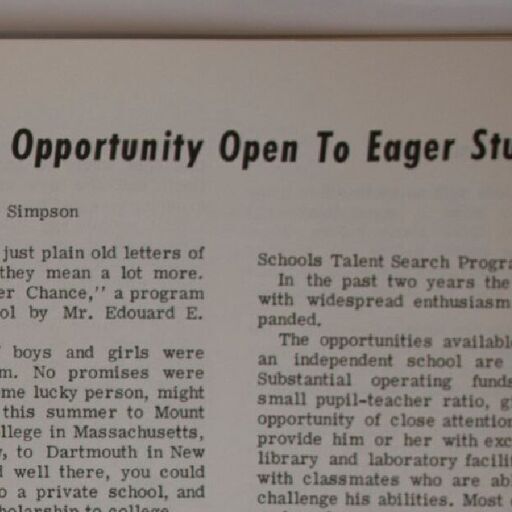 Opportunity Open To Eager Stu
Simpson
just plain old letters of
they mean a lot more.
er Chance," a program
ol by Mr. Edouard E.
boys and girls were
m. No promises were
me lucky person, might
this summer to Mount
llege in Massachusetts,
, to Dartmouth in New
l well there, you could
o a private school, and
holarship to college.
Schools Talent Search Progra
In the past two years the
with widespread enthusiasm
panded.
The opportunities availabl
an independent school are
Substantial operating funds
small pupil-teacher ratio, gi
opportunity of close attention
provide him or her with exc
library and laboratory facilit
with classmates who are abl
challenge his abilities. Most